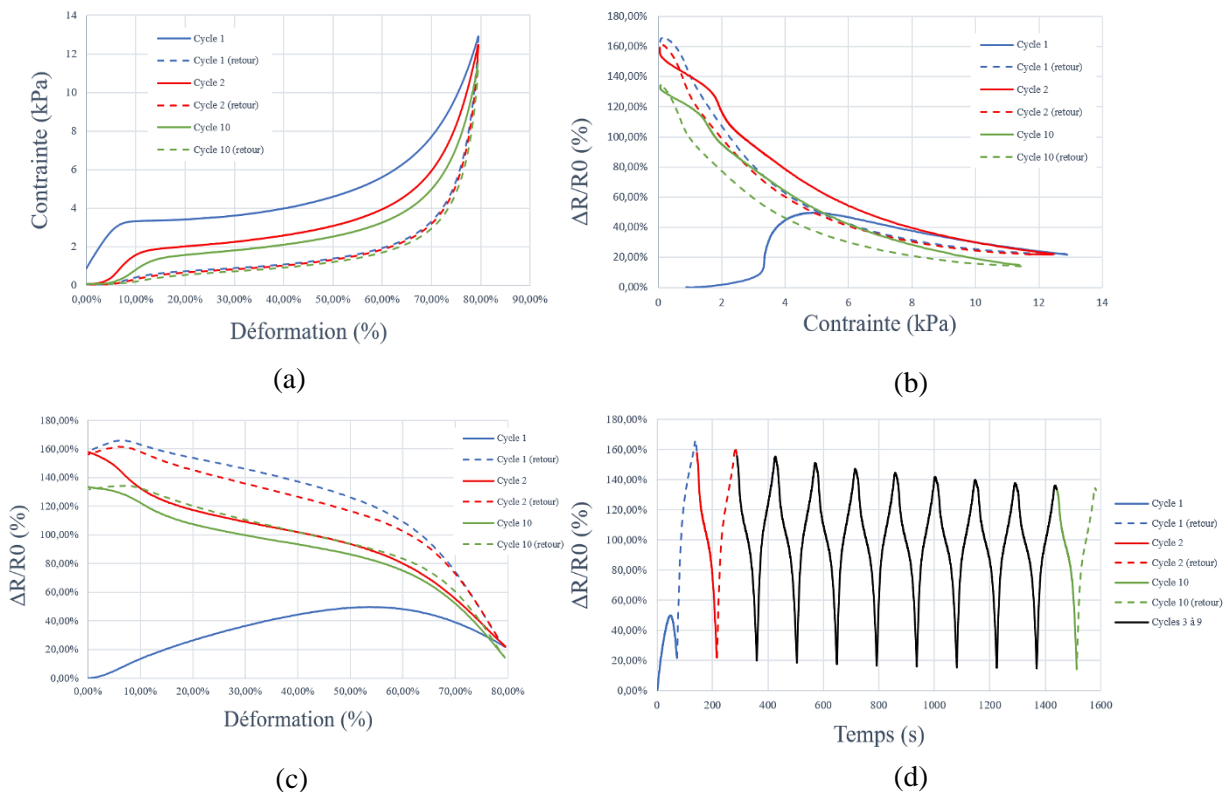 14
12
10
8
6
4
2
0
0,00%
10,00%
20,00%
30,00%
40,00%
50,00%
60,00%
70,00%
80,00%
90,00%
Contrainte (kPa)
Déformation (%)
Cycle 1
Cycle 1 (retour)
Cycle 2
Cycle 2 (retour)
Cycle 10
Cycle 10 (retour)
(a)
180,00%
160,00%
140,00%
120,00%
100,00%
80,00%
60,00%
40,00%
20,00%
0,00%
0
2
4
6
8
10
12
14
ΔR/R0 (%)
Contrainte (kPa)
Cycle 1
Cycle 1 (retour)
Cycle 2
Cycle 2 (retour)
Cycle 10
Cycle 10 (retour)
(b)
180,00%
160,00%
140,00%
120,00%
100,00%
80,00%
60,00%
40,00%
20,00%
0,00%
0,00%
10,00%
20,00%
30,00%
40,00%
50,00%
60,00%
70,00%
80,00%
ΔR/R0 (%)
Déformation (%)
Cycle 1
Cycle 1 (retour)
Cycle 2
Cycle 2 (retour)
Cycle 10
Cycle 10 (retour)
(c)
180,00%
160,00%
140,00%
120,00%
100,00%
80,00%
60,00%
40,00%
20,00%
0,00%
0
200
400
600
800
1000
1200
1400
1600
ΔR/R0 (%)
Temps (s)
Cycle 1
Cycle 1 (retour)
Cycle 2
Cycle 2 (retour)
Cycle 10
Cycle 10 (retour)
Cycles 3 à 9
(d)